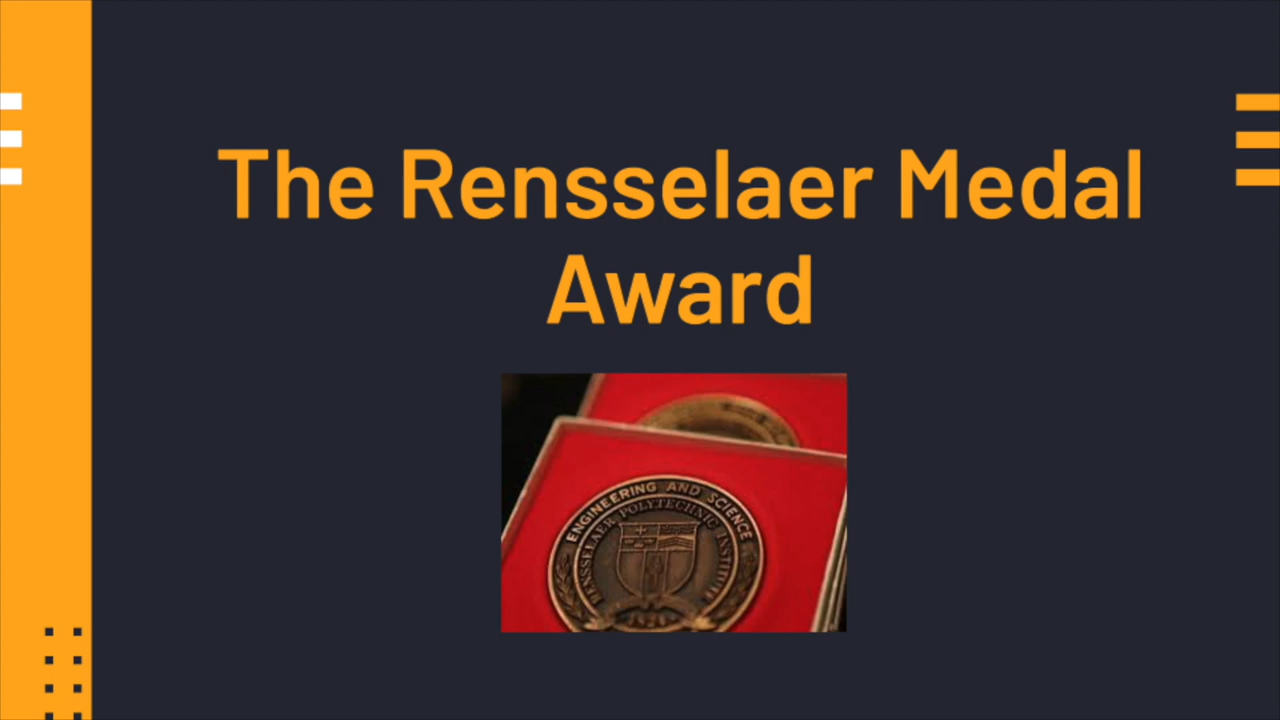 The Rensselaer Medal
Award
ENGINEERING AND SCIENCE
RENSSELAER POLYTECHNIC INSTITUTE